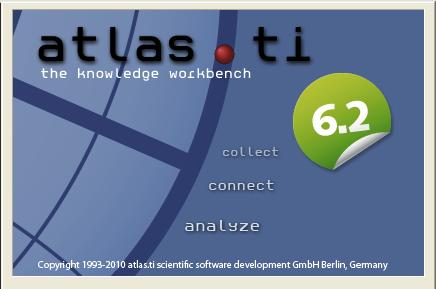 atlas.ti
the knowledge workbench
6.2
collect
connect
analyze
Copyright 1993-2010 atlas.ti scientific software development GmbH Berlin, Germany